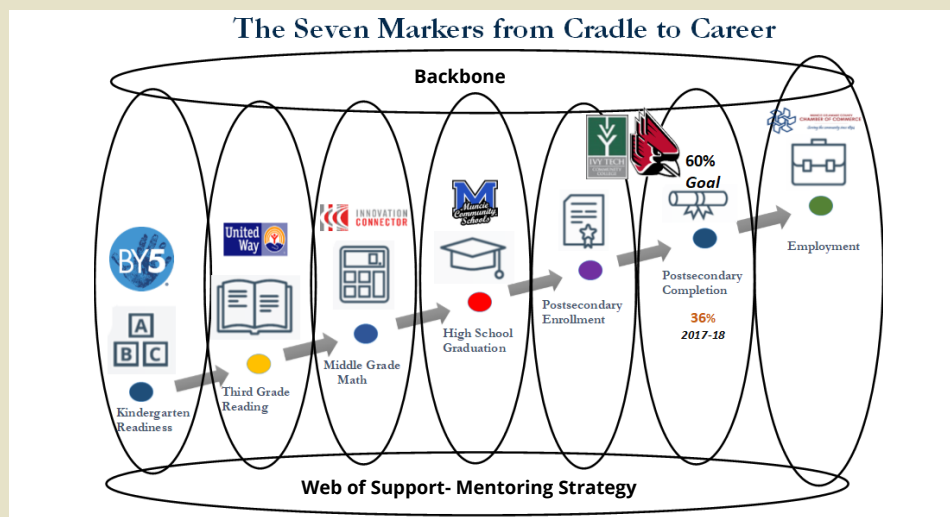 The Seven Markers from Cradle to Career
Backbone
BY5
Kindergarten
Readiness
A
B C
United
Way
Third Grade
Reading
INNOVATION
CONNECTOR
Middle Grade
Math
M
Muncie
Community
Schools
High School
Graduation
IVY TECH
COMMUNITY COLLEGE
Postsecondary
Enrollment
60%
Goal
Postsecondary
Completion
36%
2017-18
CHAMBER OF COMMERCE
Employment
Web of Support- Mentoring Strategy